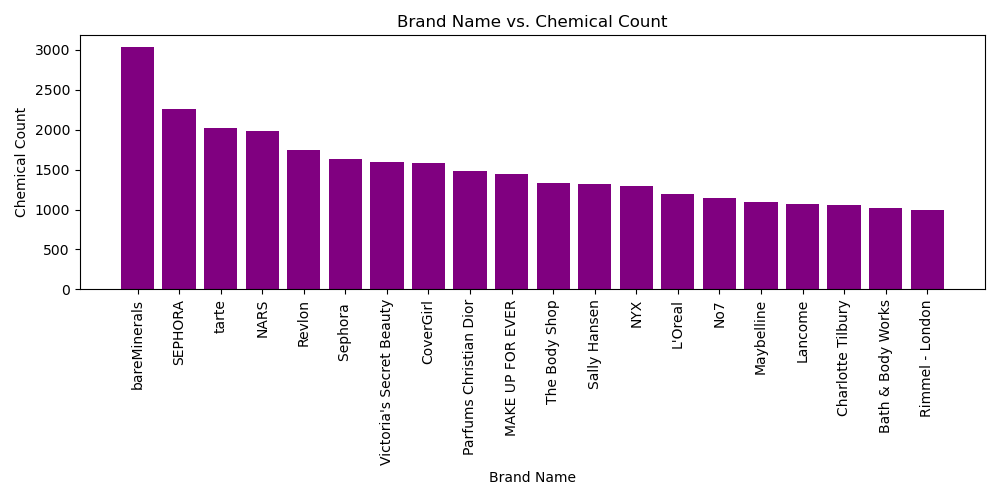 Brand Name vs. Chemical Count
Chemical Count
3000
2500
2000
1500
1000
500
0
bareMinerals
SEPHORA
tarte
NARS
Revlon
Sephora
Victoria's Secret Beauty
CoverGirl
Parfums Christian Dior
MAKE UP FOR EVER
The Body Shop
Sally Hansen
NYX
L'Oreal
No7
Maybelline
Lancome
Charlotte Tilbury
Bath & Body Works
Rimmel - London
Brand Name